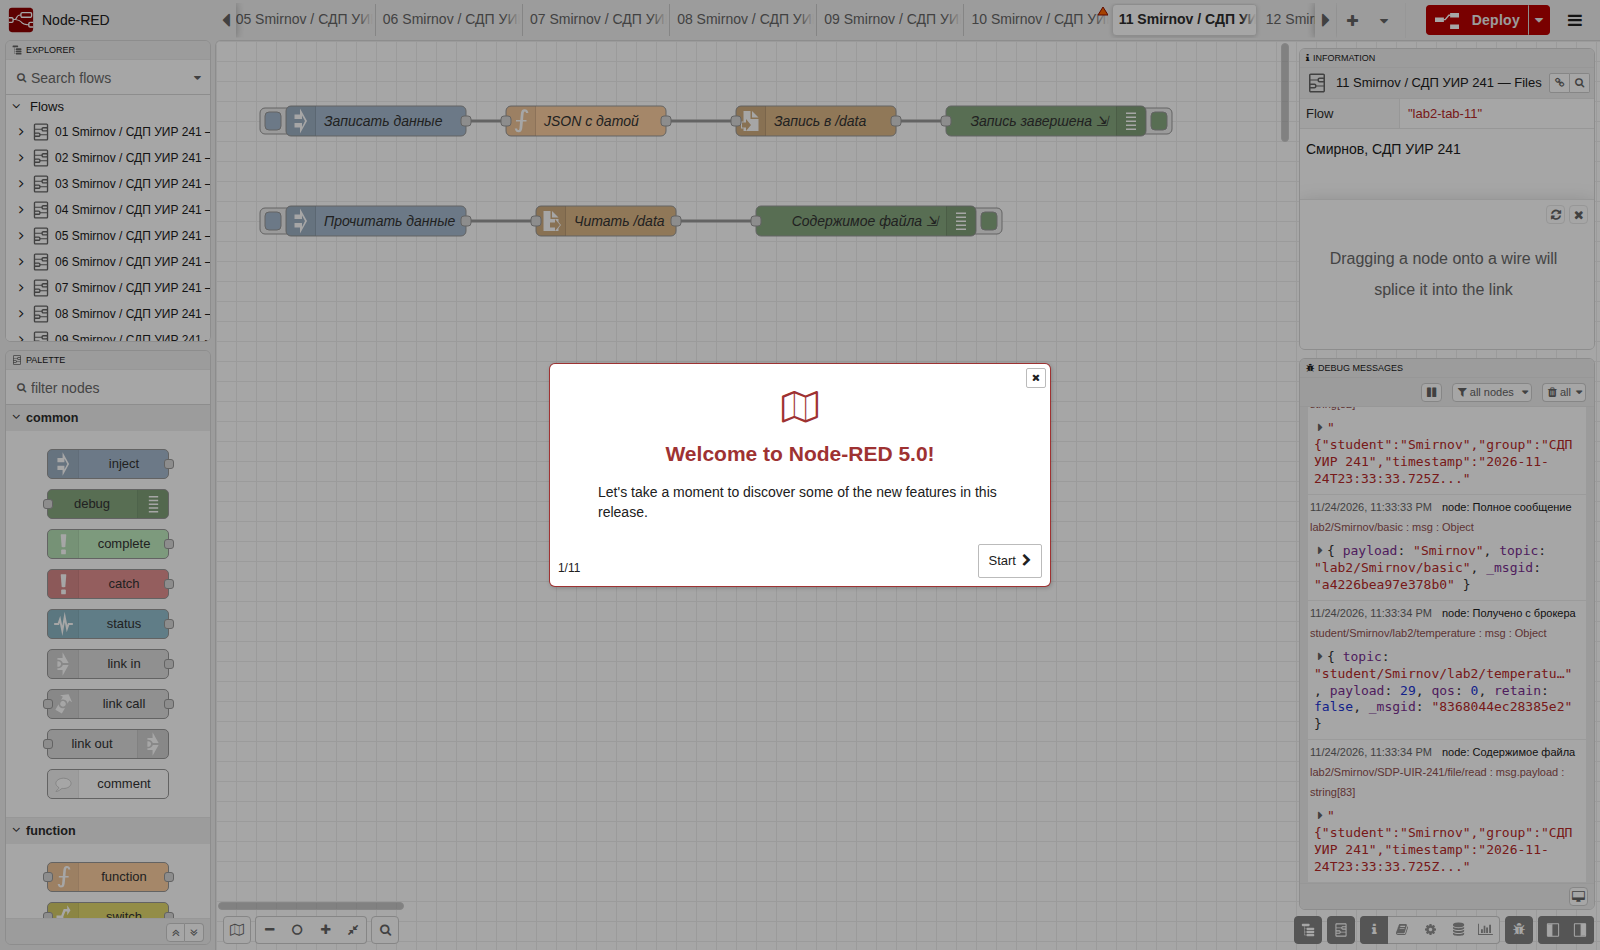 Node-RED
05 Smirnov / СДП УИ
06 Smirnov / СДП УИ
07 Smirnov / СДП УИ
08 Smirnov / СДП УИ
09 Smirnov / СДП УИ
10 Smirnov / СДП УИ
11 Smirnov / СДП УИ
12 Smir
Deploy
EXPLORER
Search flows
Flows
01 Smirnov / СДП УИР 241 –
02 Smirnov / СДП УИР 241 –
03 Smirnov / СДП УИР 241 –
04 Smirnov / СДП УИР 241 –
05 Smirnov / СДП УИР 241 –
06 Smirnov / СДП УИР 241 –
07 Smirnov / СДП УИР 241 –
08 Smirnov / СДП УИР 241 –
09 Smirnov / СДП УИР 241 -
PALETTE
filter nodes
common
inject
debug
complete
catch
status
link in
link call
link out
comment
function
function
switch
Записать данные
JSON с датой
Запись в /data
Запись завершена
Прочитать данные
Читать /data
Содержимое файла
Welcome to Node-RED 5.0!
Let's take a moment to discover some of the new features in this
release.
1/11
Start
INFORMATION
11 Smirnov / СДП УИР 241 — Files
Flow "lab2-tab-11"
Смирнов, СДП УИР 241
Dragging a node onto a wire will
splice it into the link
DEBUG MESSAGES
all nodes
all
"
{"student":"Smirnov","group":"СДП
УИР 241","timestamp":"2026-11-
24T23:33:33.725Z..."
11/24/2026, 11:33:33 PM node: Полное сообщение
lab2/Smirnov/basic : msg : Object
{ payload: "Smirnov", topic:
"lab2/Smirnov/basic", _msgid:
"a4226bea97e378b0" }
11/24/2026, 11:33:34 PM node: Получено с брокера
student/Smirnov/lab2/temperature : msg : Object
{ topic:
"student/Smirnov/lab2/temperatu…"
, payload: 29, qos: 0, retain:
false, _msgid: "8368044ec28385e2"
}
11/24/2026, 11:33:34 PM node: Содержимое файла
lab2/Smirnov/SDP-UIR-241/file/read : msg.payload :
string[83]
"
{"student":"Smirnov","group":"СДП
УИР 241","timestamp":"2026-11-
24T23:33:33.725Z..."